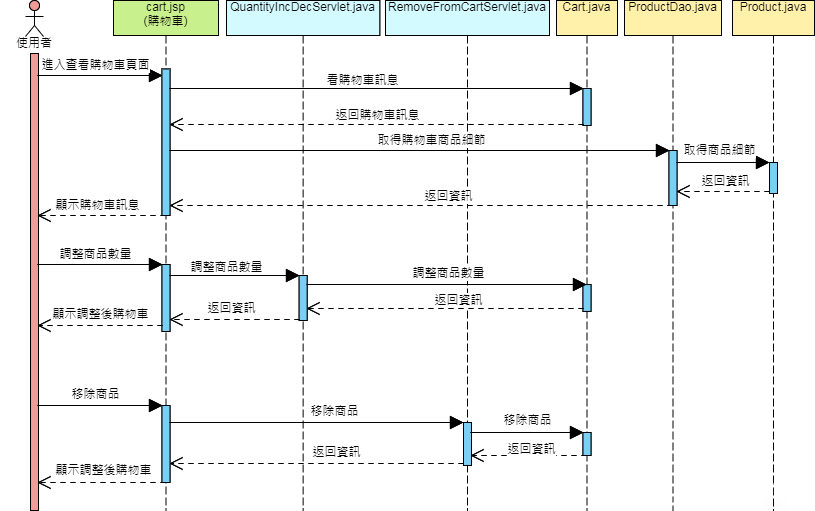 cart.jsp
(購物車)
QuantityIncDecServlet.java
RemoveFromCartServlet.java
Cart.java
ProductDao.java
Product.java
使用者
進入查看購物車頁面
看購物車訊息
返回購物車訊息
取得購物車商品細節
取得商品細節
返回資訊
返回資訊
顯示購物車訊息
調整商品數量
調整商品數量
調整商品數量
返回資訊
返回資訊
顯示調整後購物車
移除商品
移除商品
移除商品
返回資訊
返回資訊
顯示調整後購物車